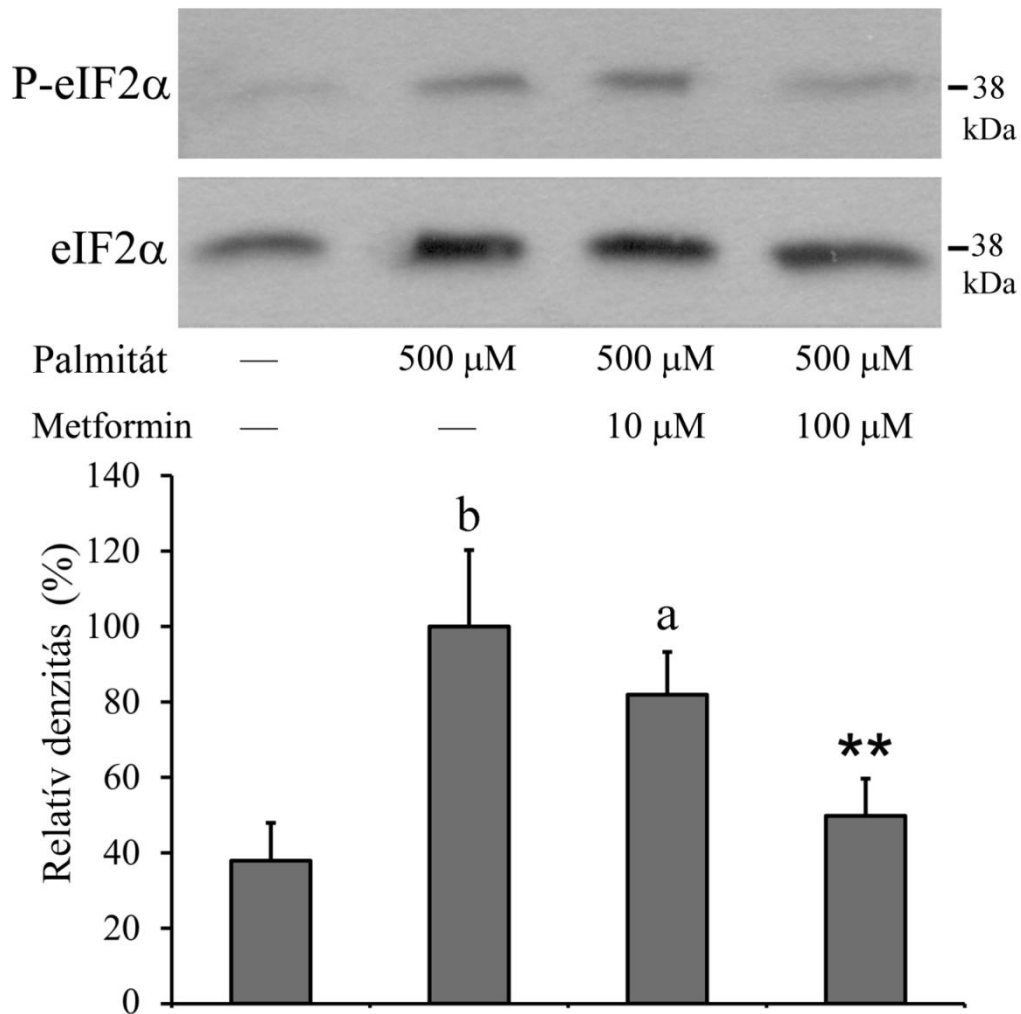 P-eIF2α
38
kDa
eIF2α
38
kDa
Palmitát — 500 μM 500 μM 500 μM
Metformin — — 10 μM 100 μM
Relatív denzitás (%)
140
120
100
80
60
40
20
0
b
a
**